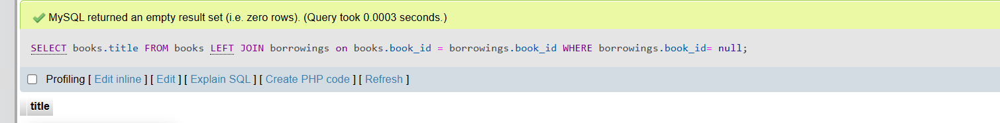 MySQL returned an empty result set (i.e. zero rows). (Query took 0.0003 seconds.)
SELECT books.title FROM books LEFT JOIN borrowings on books.book_id = borrowings.book_id WHERE borrowings.book_id= null;
Profiling [ Edit inline ] [ Edit ] [ Explain SQL ] [ Create PHP code ] [ Refresh ]
title